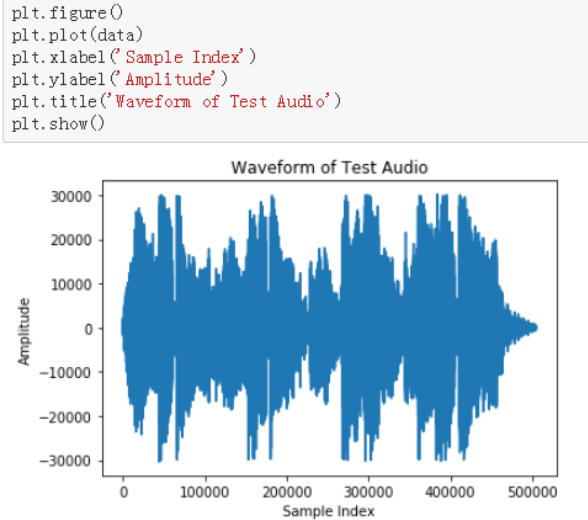 plt.figure()
plt.plot(data)
plt.xlabel('Sample Index')
plt.ylabel('Amplitude')
plt.title('Waveform of Test Audio')
plt.show()
Waveform of Test Audio
30000
20000
10000
0
−10000
−20000
−30000
Amplitude
0 100000 200000 300000 400000 500000
Sample Index